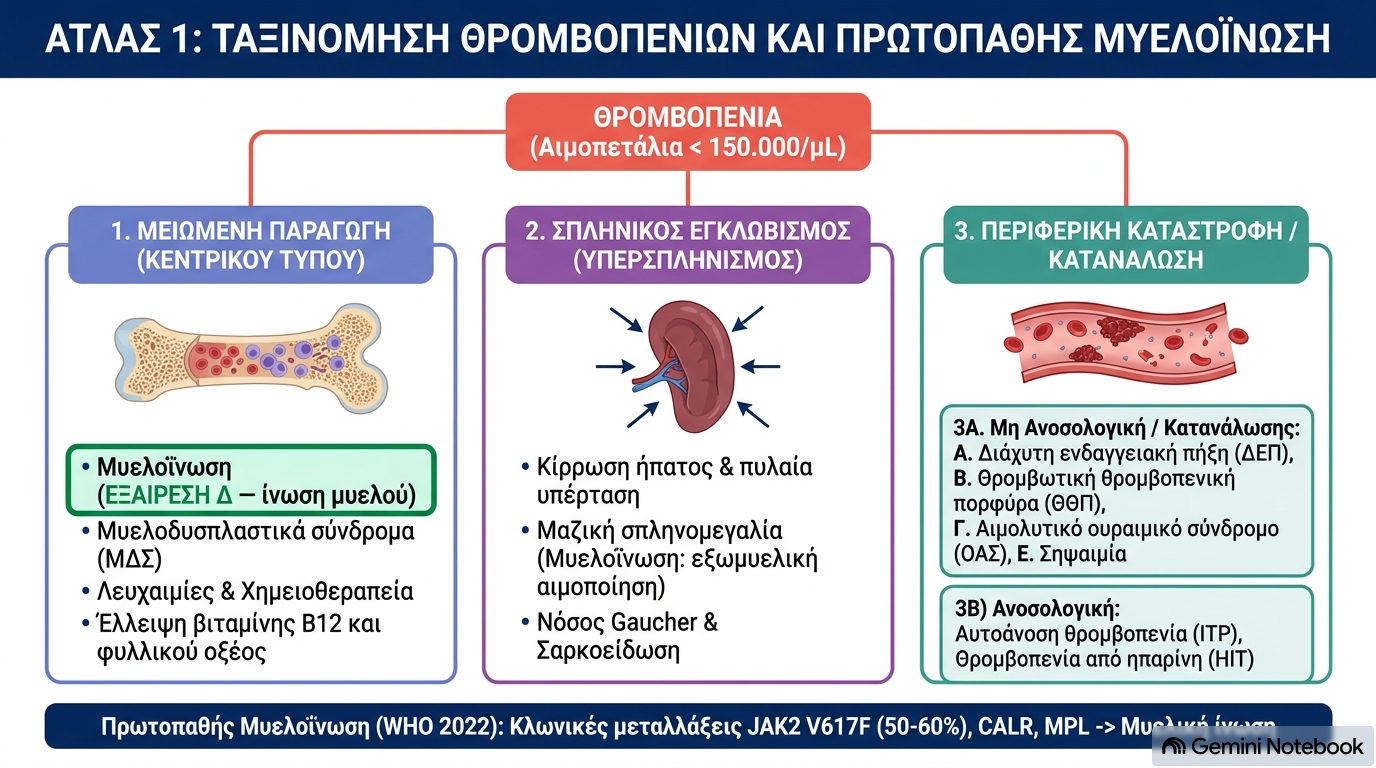 ΑΤΛΑΣ 1: ΤΑΞΙΝΟΜΗΣΗ ΘΡΟΜΒΟΠΕΝΙΩΝ ΚΑΙ ΠΡΩΤΟΠΑΘΗΣ ΜΥΕΛΟΪΝΩΣΗ
ΘΡΟΜΒΟΠΕΝΙΑ
(Αιμοπετάλια < 150.000/μL)
1. ΜΕΙΩΜΕΝΗ ΠΑΡΑΓΩΓΗ
(ΚΕΝΤΡΙΚΟΥ ΤΥΠΟΥ)
• Μυελοΐνωση
(ΕΞΑΙΡΕΣΗ Δ — ίνωση μυελού)
• Μυελοδυσπλαστικά σύνδρομα
(ΜΔΣ)
• Λευχαιμίες & Χημειοθεραπεία
• Έλλειψη βιταμίνης Β12 και
φυλλικού οξέος
2. ΣΠΛΗΝΙΚΟΣ ΕΓΚΛΩΒΙΣΜΟΣ
(ΥΠΕΡΣΠΛΗΝΙΣΜΟΣ)
• Κίρρωση ήπατος & πυλαία
υπέρταση
• Μαζική σπληνομεγαλία
(Μυελοΐνωση: εξωμυελική
αιμοποίηση)
• Νόσος Gaucher &
Σαρκοείδωση
3. ΠΕΡΙΦΕΡΙΚΗ ΚΑΤΑΣΤΡΟΦΗ /
ΚΑΤΑΝΑΛΩΣΗ
3Α. Μη Ανοσολογική / Κατανάλωσης:
Α. Διάχυτη ενδαγγειακή πήξη (ΔΕΠ),
Β. Θρομβωτική θρομβοπενική
πορφύρα (ΘΘΠ),
Γ. Αιμολυτικό ουραιμικό σύνδρομο
(ΟΑΣ), Ε. Σηψαιμία
3Β) Ανοσολογική:
Αυτοάνοση θρομβοπενία (ITP),
Θρομβοπενία από ηπαρίνη (HIT)
Πρωτοπαθής Μυελοΐνωση (WHO 2022): Κλωνικές μεταλλάξεις JAK2 V617F (50-60%), CALR, MPL -> Μυελική ίνωση
Gemini Notebook